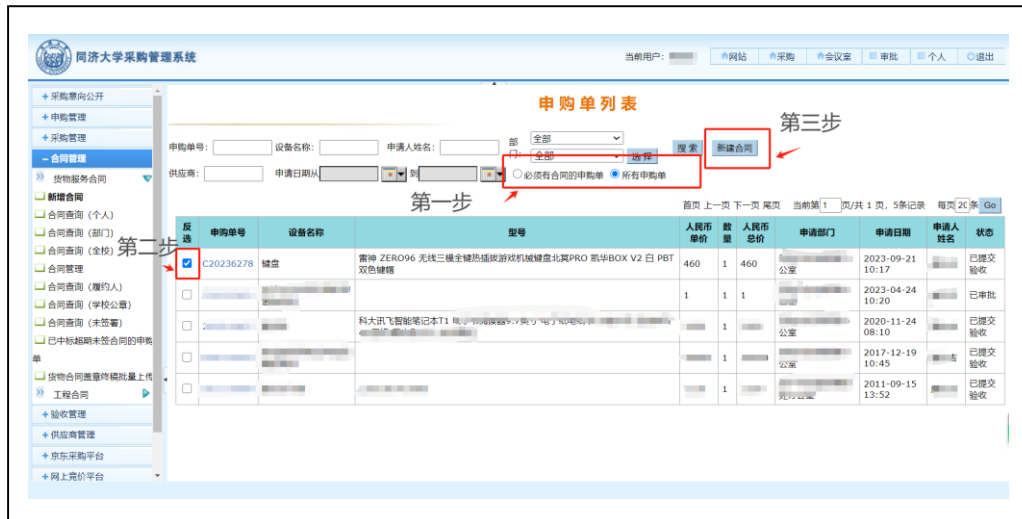 同济大学采购管理系统
当前用户：
网站
采购
会议室
审批
个人
退出
+ 采购意向公开
+ 申购管理
+ 采购管理
- 合同管理
货物服务合同
新增合同
合同查询（个人）
合同查询（部门）
合同查询（全校）
合同管理
合同查询（履约人）
合同查询（学校公章）
合同查询（未签署）
已中标超期未签合同的申购
单
货物合同盖章终稿批量上传
工程合同
+ 验收管理
+ 供应商管理
+ 京东采购平台
+ 网上竞价平台
申购单列表
第三步
申购单号：
设备名称：
申请人姓名：
部门：
全部
全部
选择
搜索
新建合同
供应商：
申请日期从
到
必须有合同的申购单
所有申购单
第一步
首页 上一页 下一页 尾页 当前第 1 页/共 1 页，5条记录 每页 20 条 Go
第二步
反选 申购单号 设备名称 型号 人民币单价 数量 人民币总价 申请部门 申请日期 申请人姓名 状态
C20236278 键盘 雷神 ZERO96 无线三模全键热插拔游戏机械键盘北冥PRO 凯华BOX V2 白 PBT 双色键帽 460 1 460 公室 2023-09-21 10:17 已提交验收
1 1 1 2023-04-24 10:20 已审批
科大讯飞智能笔记本T1 1 公室 2020-11-24 08:10 已提交验收
1 公室 2017-12-19 10:45 已提交验收
1 2011-09-15 13:52 已提交验收